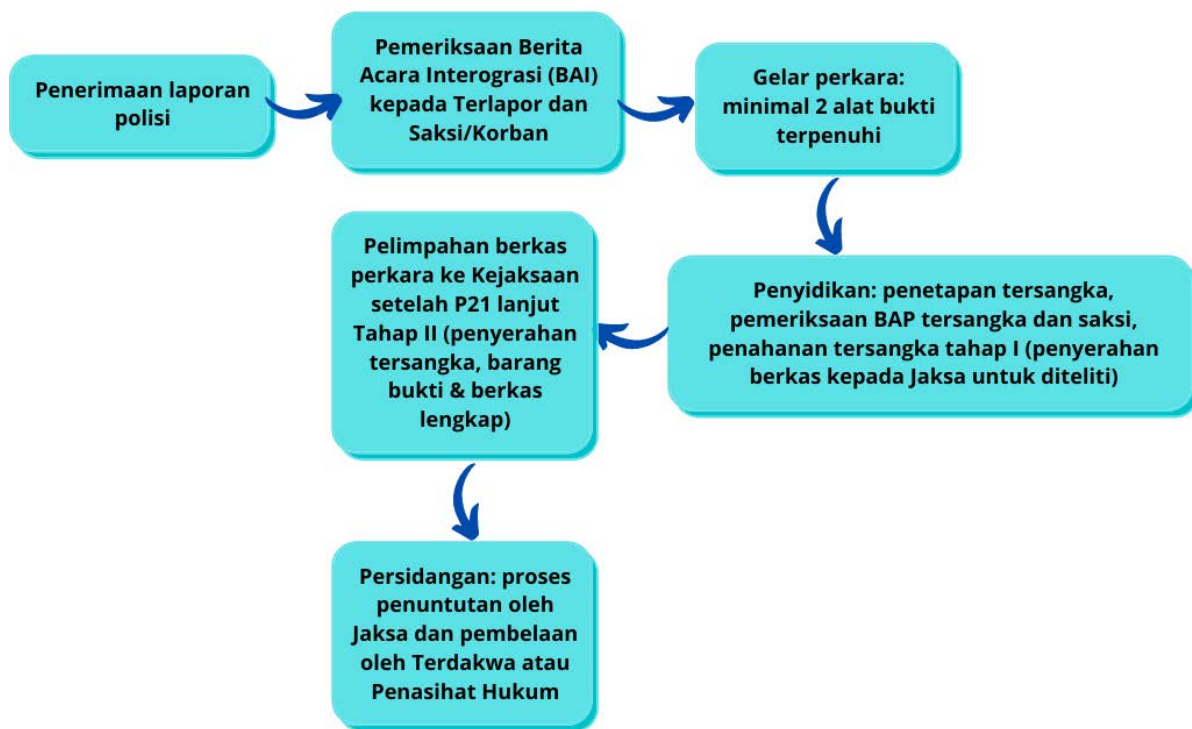 Penerimaan laporan
polisi
Pemeriksaan Berita
Acara Interograsi (BAI)
kepada Terlapor dan
Saksi/Korban
Gelar perkara:
minimal 2 alat bukti
terpenuhi
Penyidikan: penetapan tersangka,
pemeriksaan BAP tersangka dan saksi,
penahanan tersangka tahap I (penyerahan
berkas kepada Jaksa untuk diteliti)
Pelimpahan berkas
perkara ke Kejaksaan
setelah P21 lanjut
Tahap II (penyerahan
tersangka, barang
bukti & berkas
lengkap)
Persidangan: proses
penuntutan oleh
Jaksa dan pembelaan
oleh Terdakwa atau
Penasihat Hukum